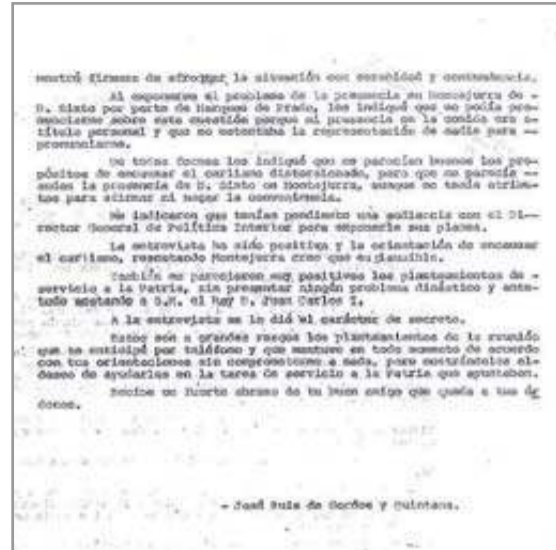 mostró firmeza de afrontar la situación con serenidad y contundencia.
Al exponerme el problema de la presencia en Montejurra de -
D. Sixto por parte de Marques de Prado, les indiqué que no podía pro-
nunciarme sobre esta cuestión porque mi presencia en la comida era a
título personal y que no ostentaba la representación de nadie para --
pronunciarme.
De todas formas les indiqué que me parecían buenos los pro-
pósitos de encauzar el carlismo distorsionado, pero que me parecía --
la presencia de D. Sixto en Montejurra, aunque no tenía atribu-
tos para afirmar ni negar la conveniencia.
Me indicaron que tenían pendiente una audiencia con el Di--
rector General de Política Interior para exponerle sus planes.
La entrevista ha sido positiva y la orientación de encauzar
el carlismo, rescatando Montejurra creo que es plausible.
También me parecieron muy positivos los planteamientos de -
servicio a la Patria, sin presentar ningún problema dinástico y ante-
todo acatando a S.M. el Rey D. Juan Carlos I.
A la entrevista se le dió el carácter de secreto.
Estos son a grandes rasgos los planteamientos de la reunión
que te anticipé por teléfono y que mantuve en todo momento de acuerdo
con tus orientaciones sin comprometerme a nada, pero mostrándoles el-
deseo de ayudarles en la tarea de servicio a la Patria que apuntaban.
Recibe un fuerte abrazo de tu buen amigo que queda a tus ór
denes.
- José Ruiz de Gordoa y Quintana.